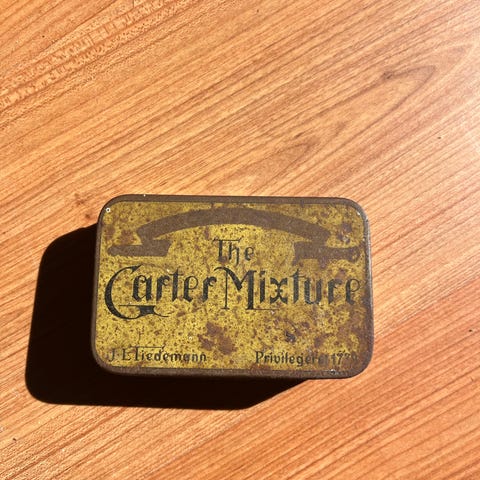 The
Carter Mixture
J.L. Tiedemann Privilegert